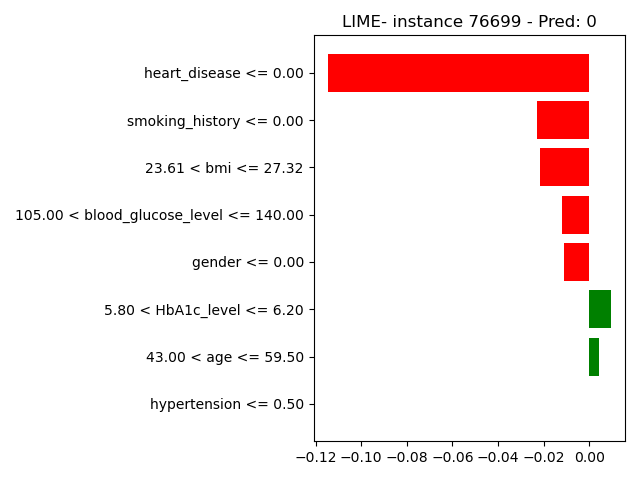 LIME- instance 76699 - Pred: 0
heart_disease <= 0.00
smoking_history <= 0.00
23.61 < bmi <= 27.32
105.00 < blood_glucose_level <= 140.00
gender <= 0.00
5.80 < HbA1c_level <= 6.20
43.00 < age <= 59.50
hypertension <= 0.50
−0.12 −0.10 −0.08 −0.06 −0.04 −0.02 0.00